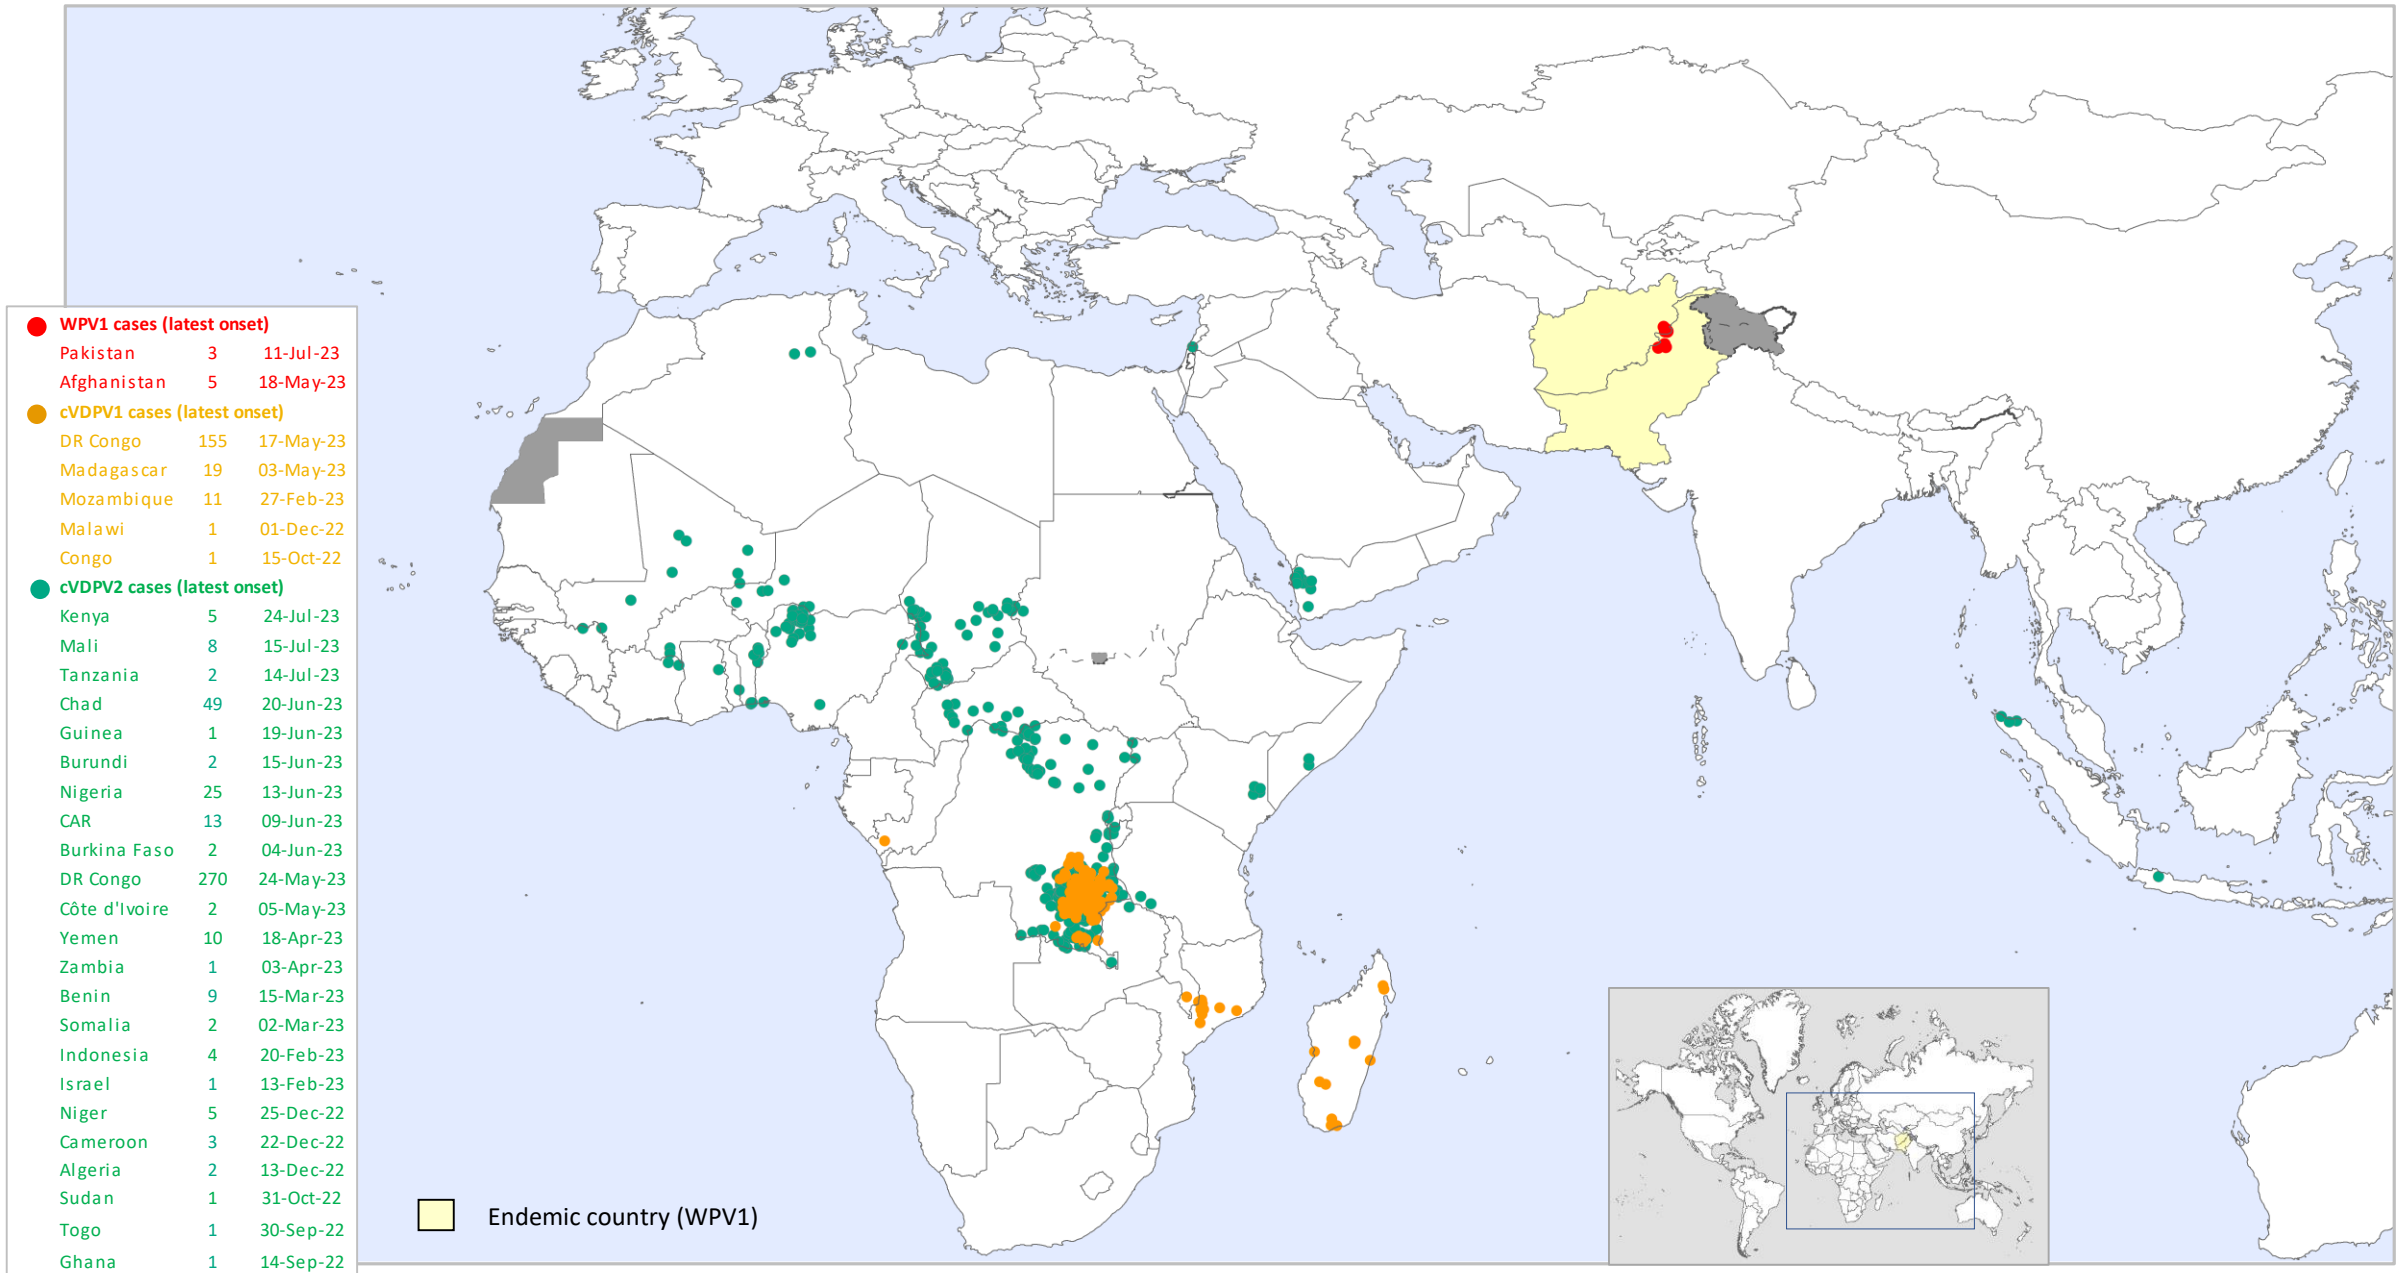 WPV1 cases (latest onset)
Pakistan 3 11-Jul-23
Afghanistan 5 18-May-23
cVDPV1 cases (latest onset)
DR Congo 155 17-May-23
Madagascar 19 03-May-23
Mozambique 11 27-Feb-23
Malawi 1 01-Dec-22
Congo 1 15-Oct-22
cVDPV2 cases (latest onset)
Kenya 5 24-Jul-23
Mali 8 15-Jul-23
Tanzania 2 14-Jul-23
Chad 49 20-Jun-23
Guinea 1 19-Jun-23
Burundi 2 15-Jun-23
Nigeria 25 13-Jun-23
CAR 13 09-Jun-23
Burkina Faso 2 04-Jun-23
DR Congo 270 24-May-23
Côte d'Ivoire 2 05-May-23
Yemen 10 18-Apr-23
Zambia 1 03-Apr-23
Benin 9 15-Mar-23
Somalia 2 02-Mar-23
Indonesia 4 20-Feb-23
Israel 1 13-Feb-23
Niger 5 25-Dec-22
Cameroon 3 22-Dec-22
Algeria 2 13-Dec-22
Sudan 1 31-Oct-22
Togo 1 30-Sep-22
Ghana 1 14-Sep-22
Endemic country (WPV1)